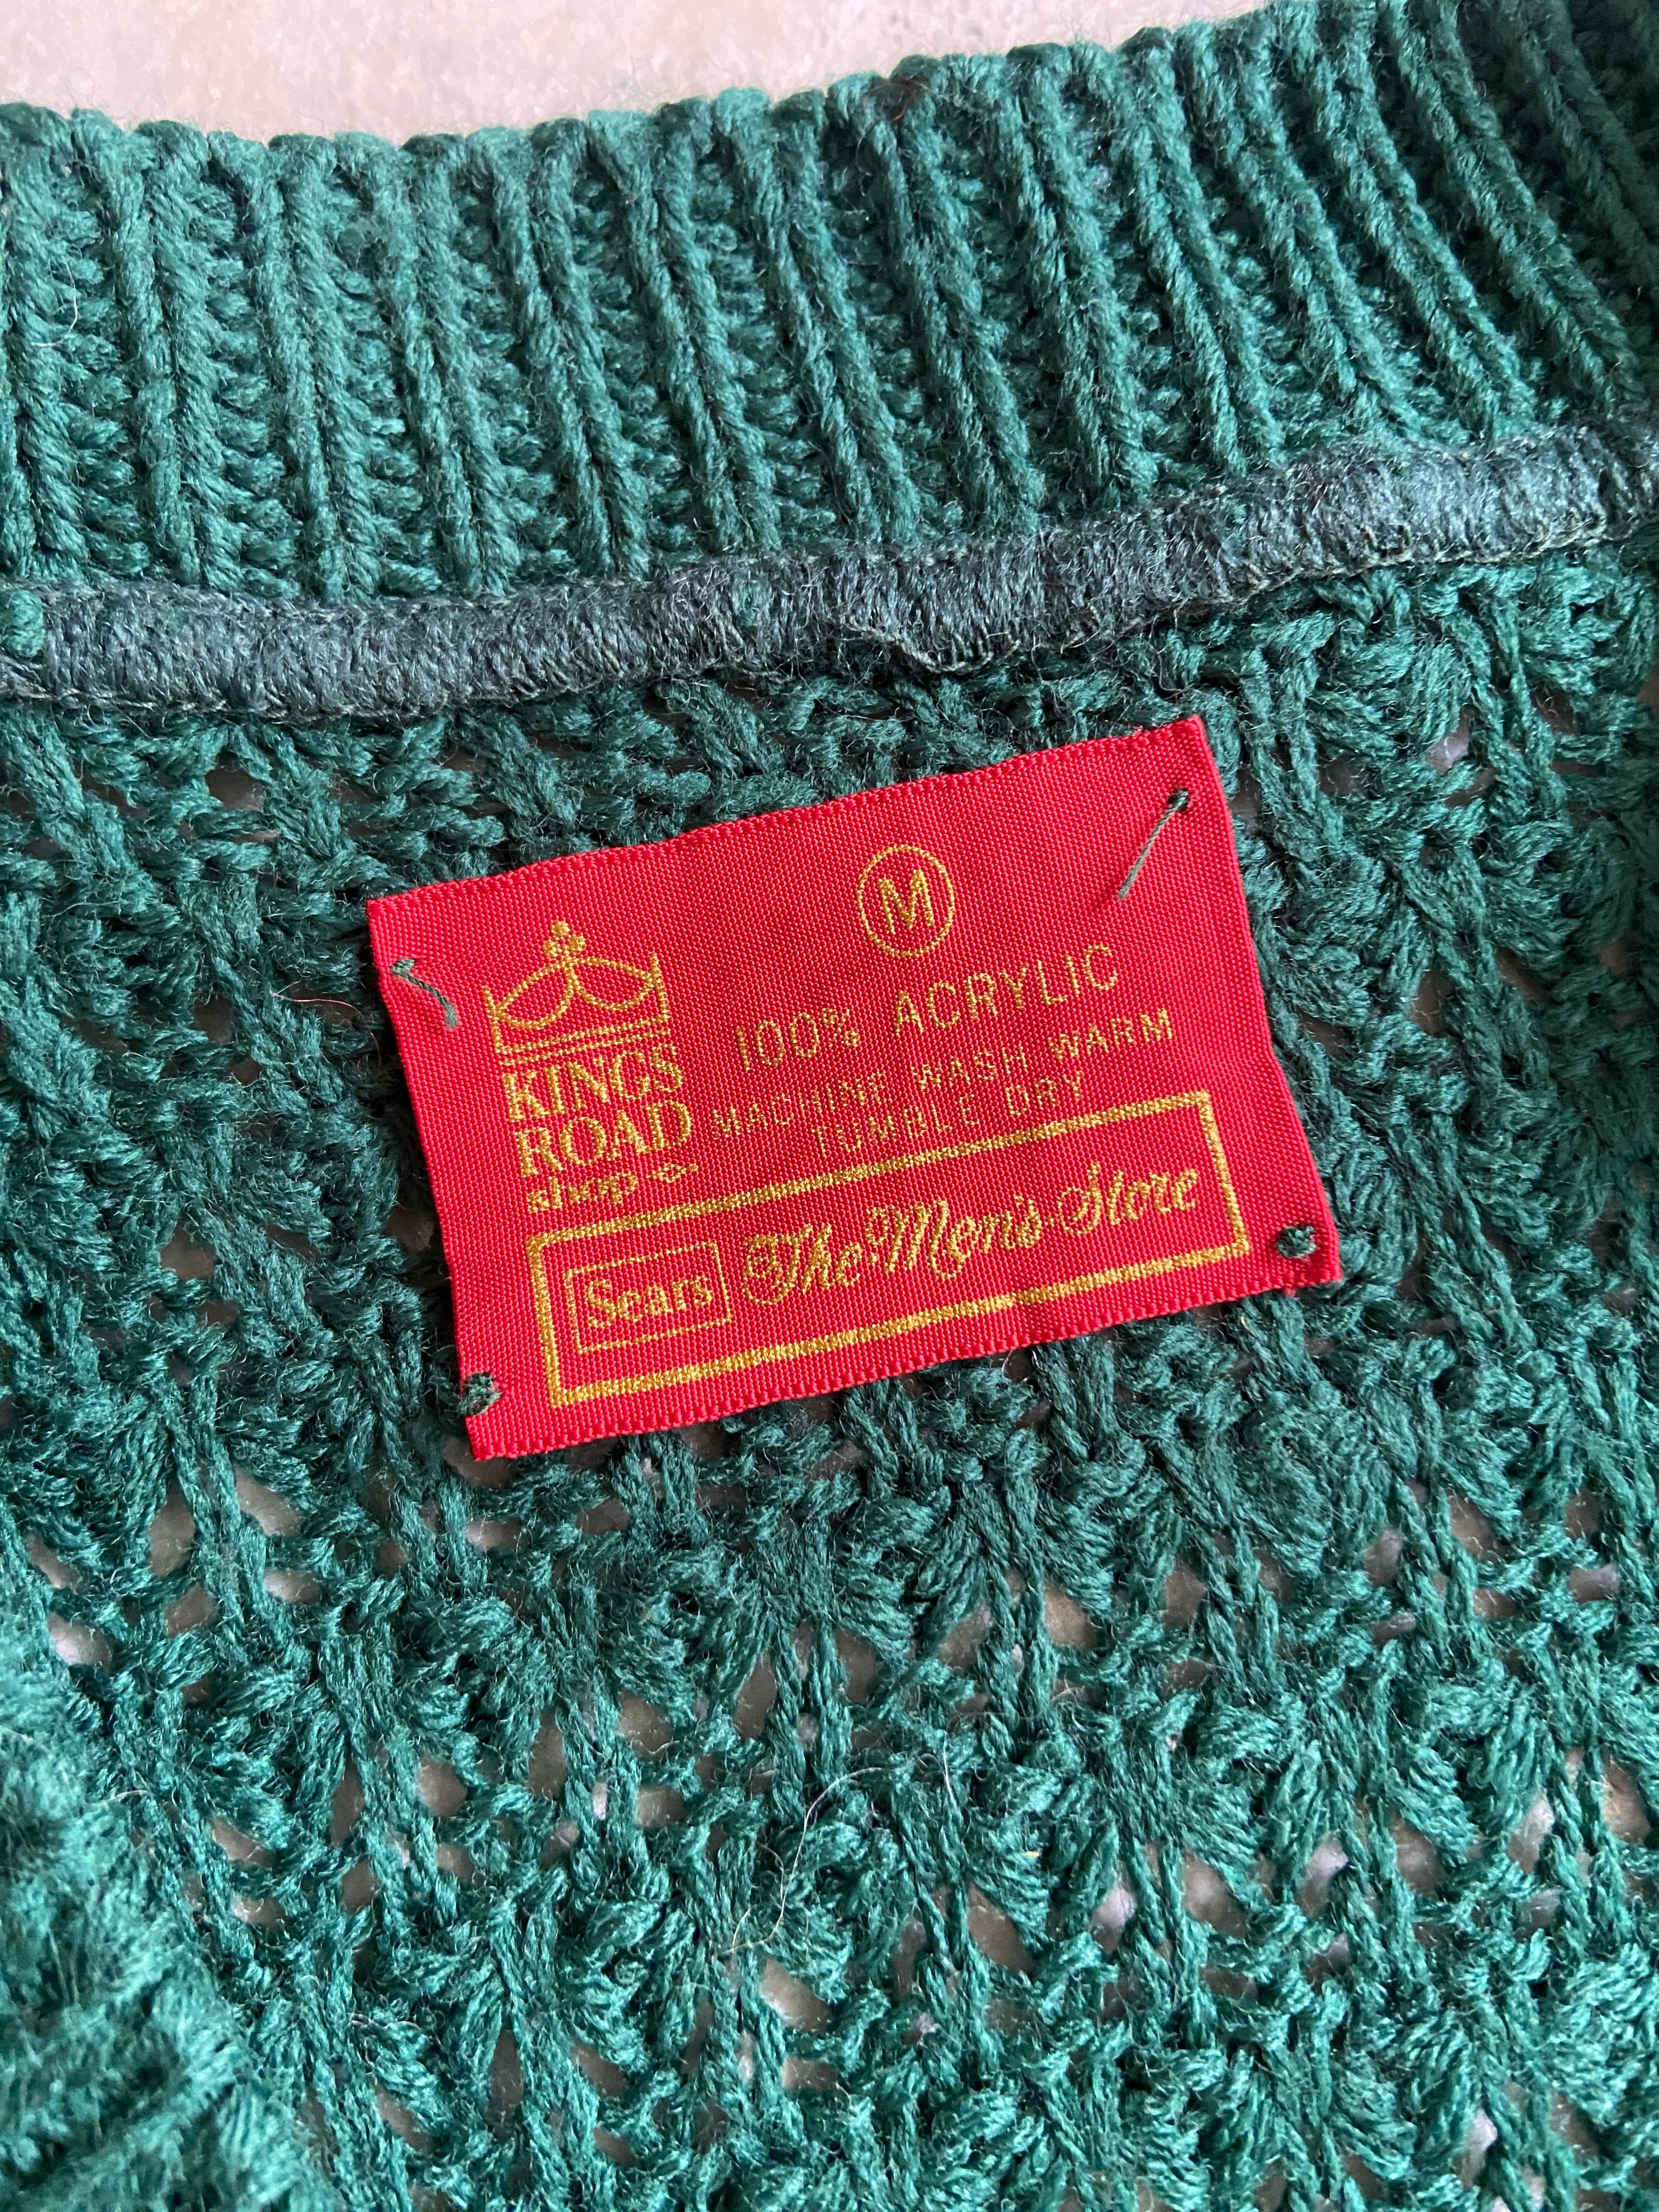 M
100% ACRYLIC
MACHINE WASH WARM
TUMBLE DRY
KINGS
ROAD
shop
Sears The Men's Store